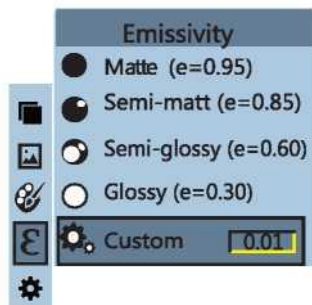 Emissivity
Matte (e=0.95)
Semi-matt (e=0.85)
Semi-glossy (e=0.60)
Glossy (e=0.30)
Ɛ
Custom 0.01